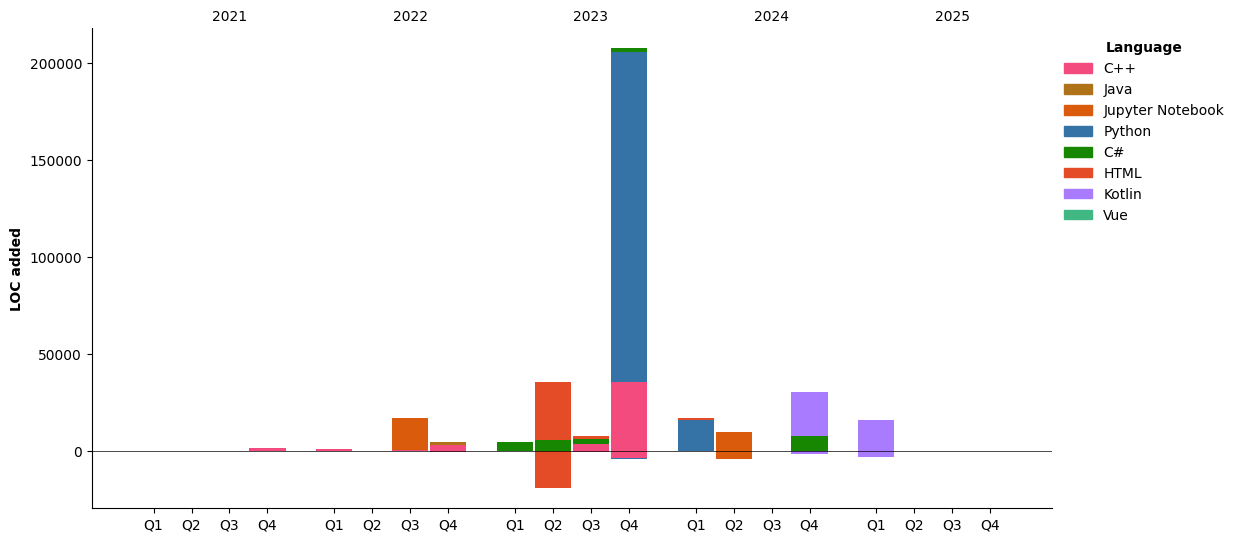 2021 2022 2023 2024 2025
Language
C++
Java
Jupyter Notebook
Python
C#
HTML
Kotlin
Vue
LOC added
200000
150000
100000
50000
0
Q1 Q2 Q3 Q4 Q1 Q2 Q3 Q4 Q1 Q2 Q3 Q4 Q1 Q2 Q3 Q4 Q1 Q2 Q3 Q4